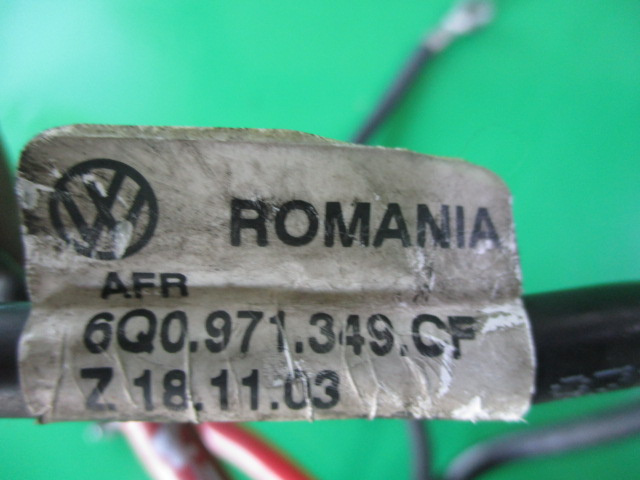 ROMANIA
AFR
6Q0.971.349.CF
Z 18.11.03